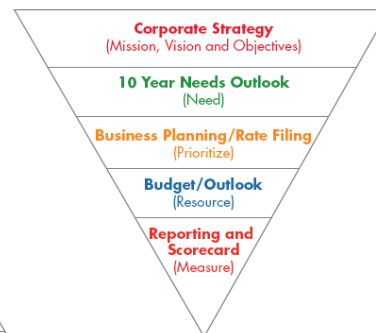 Corporate Strategy
(Mission, Vision and Objectives)
10 Year Needs Outlook
(Need)
Business Planning/Rate Filing
(Prioritize)
Budget/Outlook
(Resource)
Reporting and
Scorecard
(Measure)